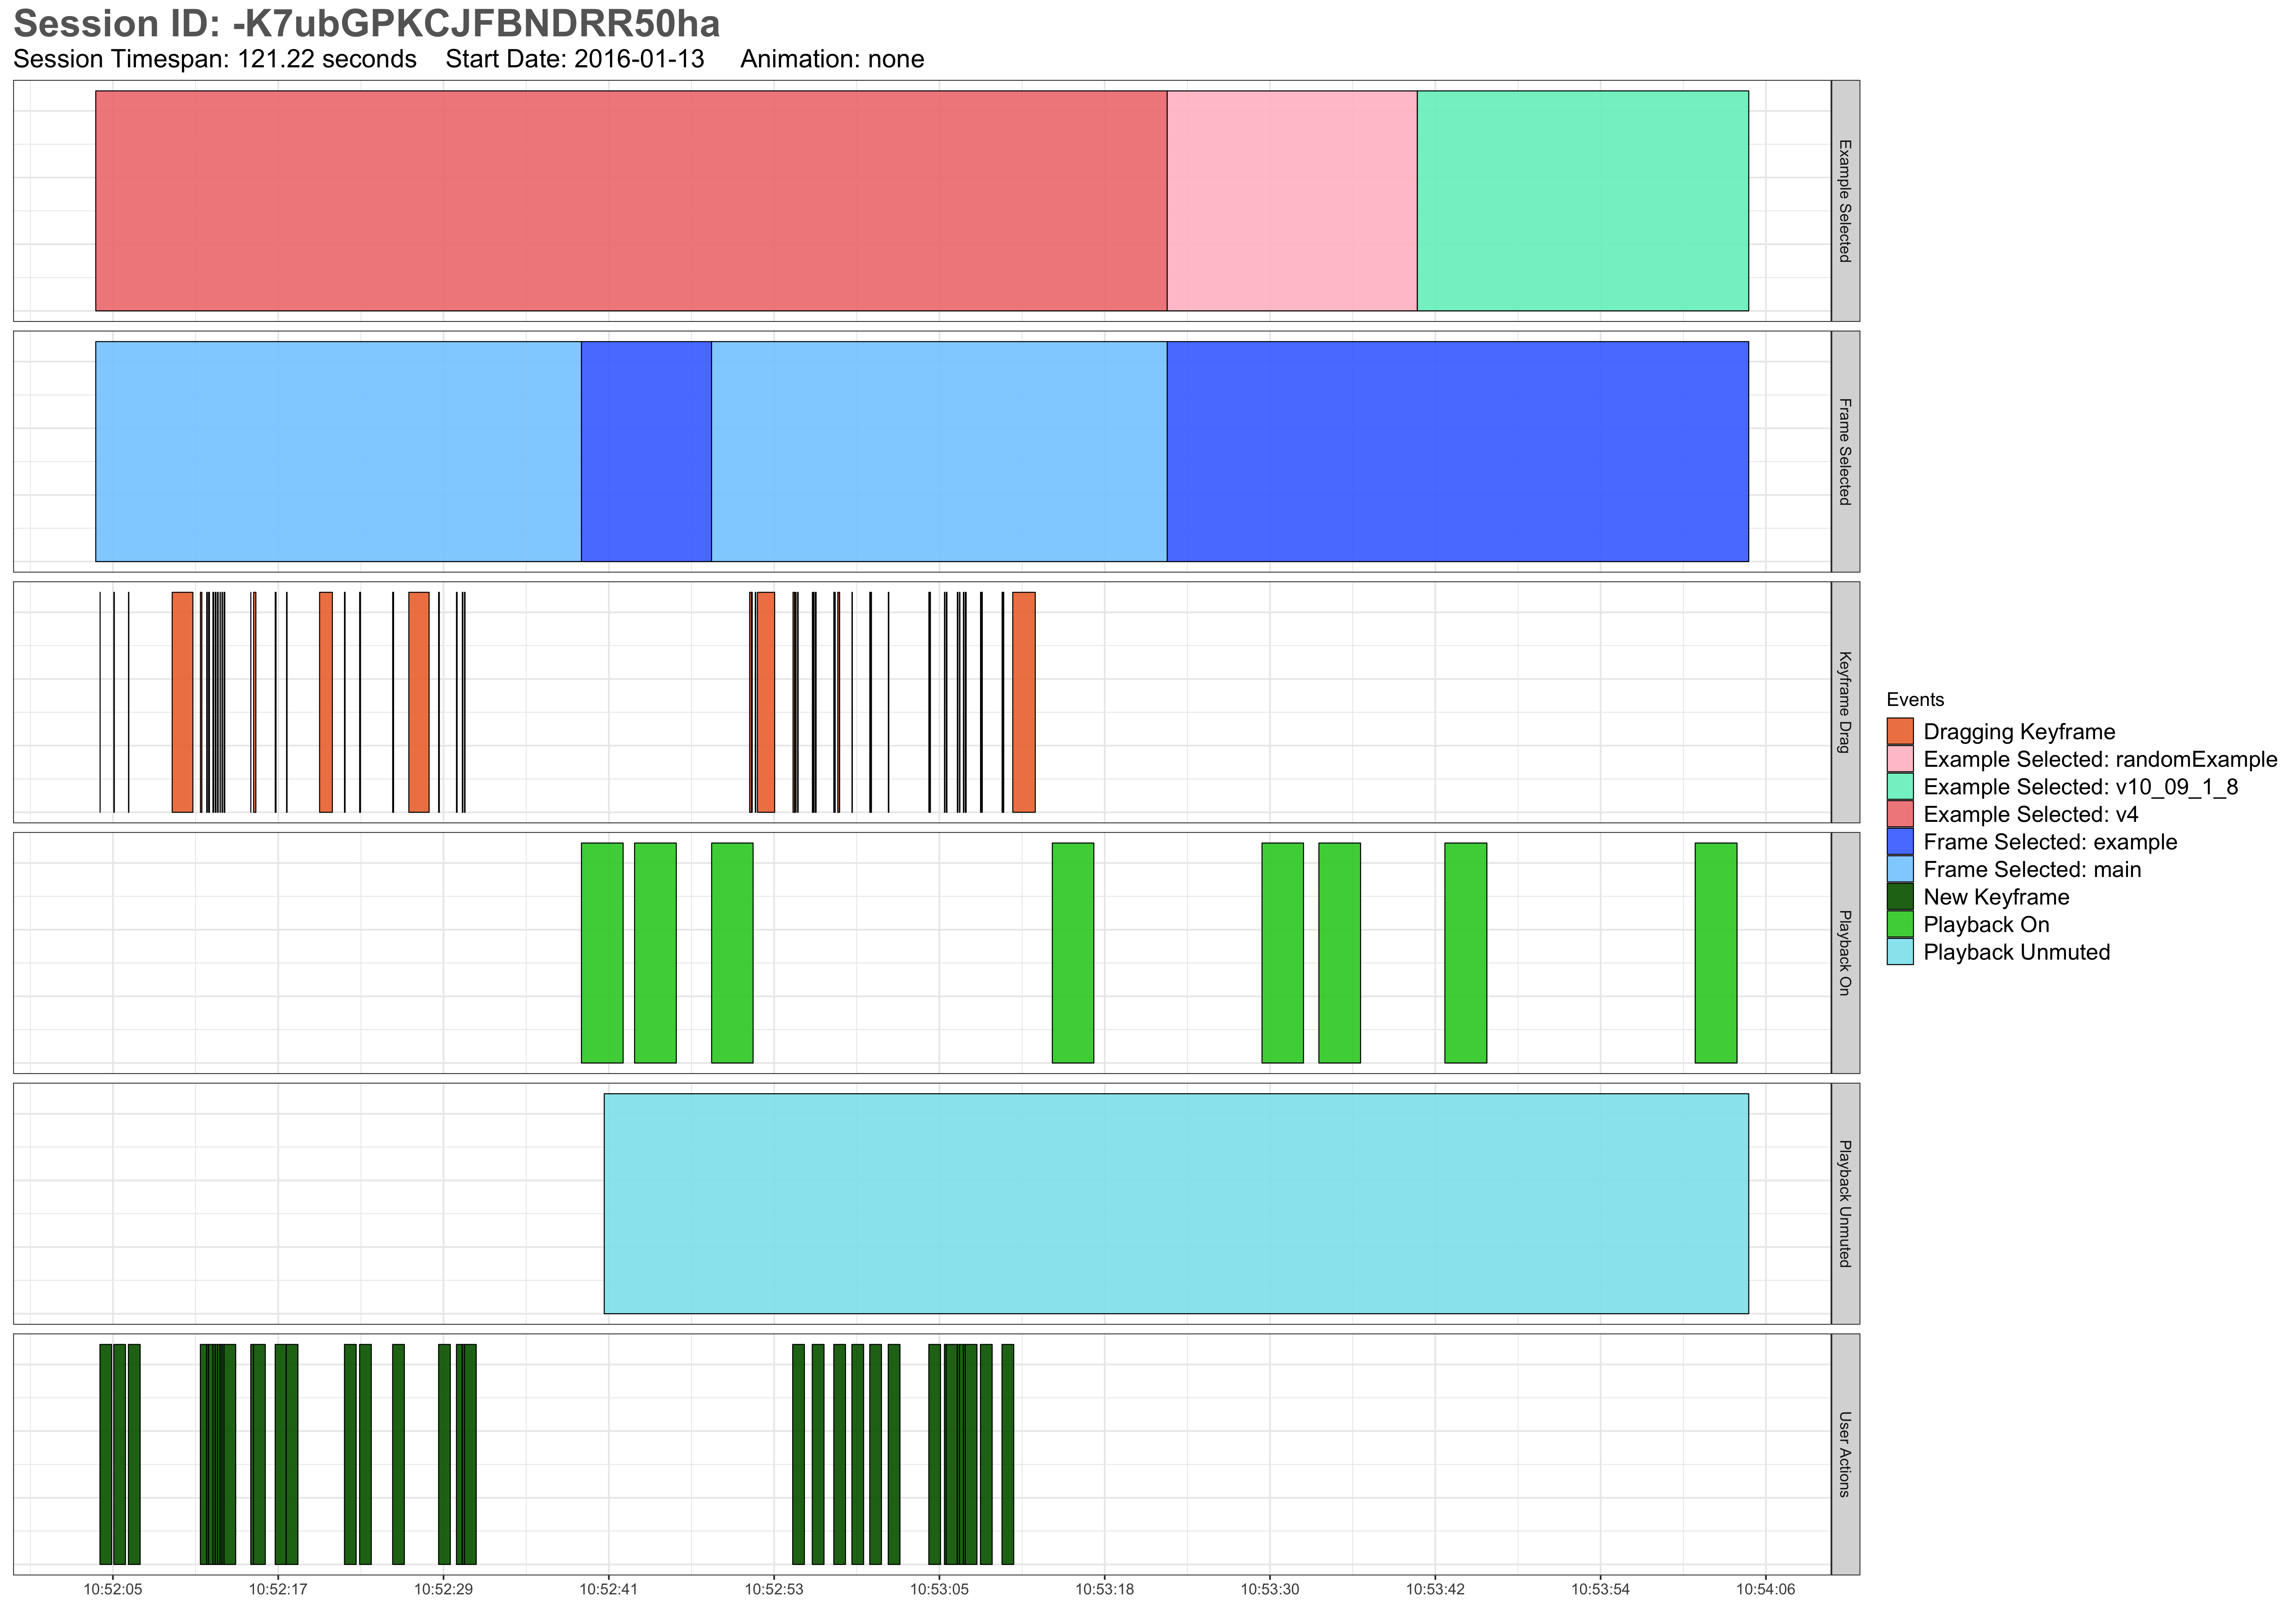 Session ID: -K7ubGPKCJFBNDRR50ha
Session Timespan: 121.22 seconds Start Date: 2016-01-13 Animation: none
Example Selected
Frame Selected
Keyframe Drag
Playback On
Playback Unmuted
User Actions
Events
Dragging Keyframe
Example Selected: randomExample
Example Selected: v10_09_1_8
Example Selected: v4
Frame Selected: example
Frame Selected: main
New Keyframe
Playback On
Playback Unmuted
10:52:05 10:52:17 10:52:29 10:52:41 10:52:53 10:53:05 10:53:18 10:53:30 10:53:42 10:53:54 10:54:06